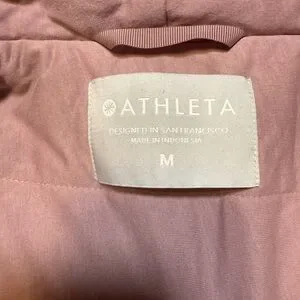 ATHLETA
DESIGNED IN SAN FRANCISCO
MADE IN INDONESIA
M